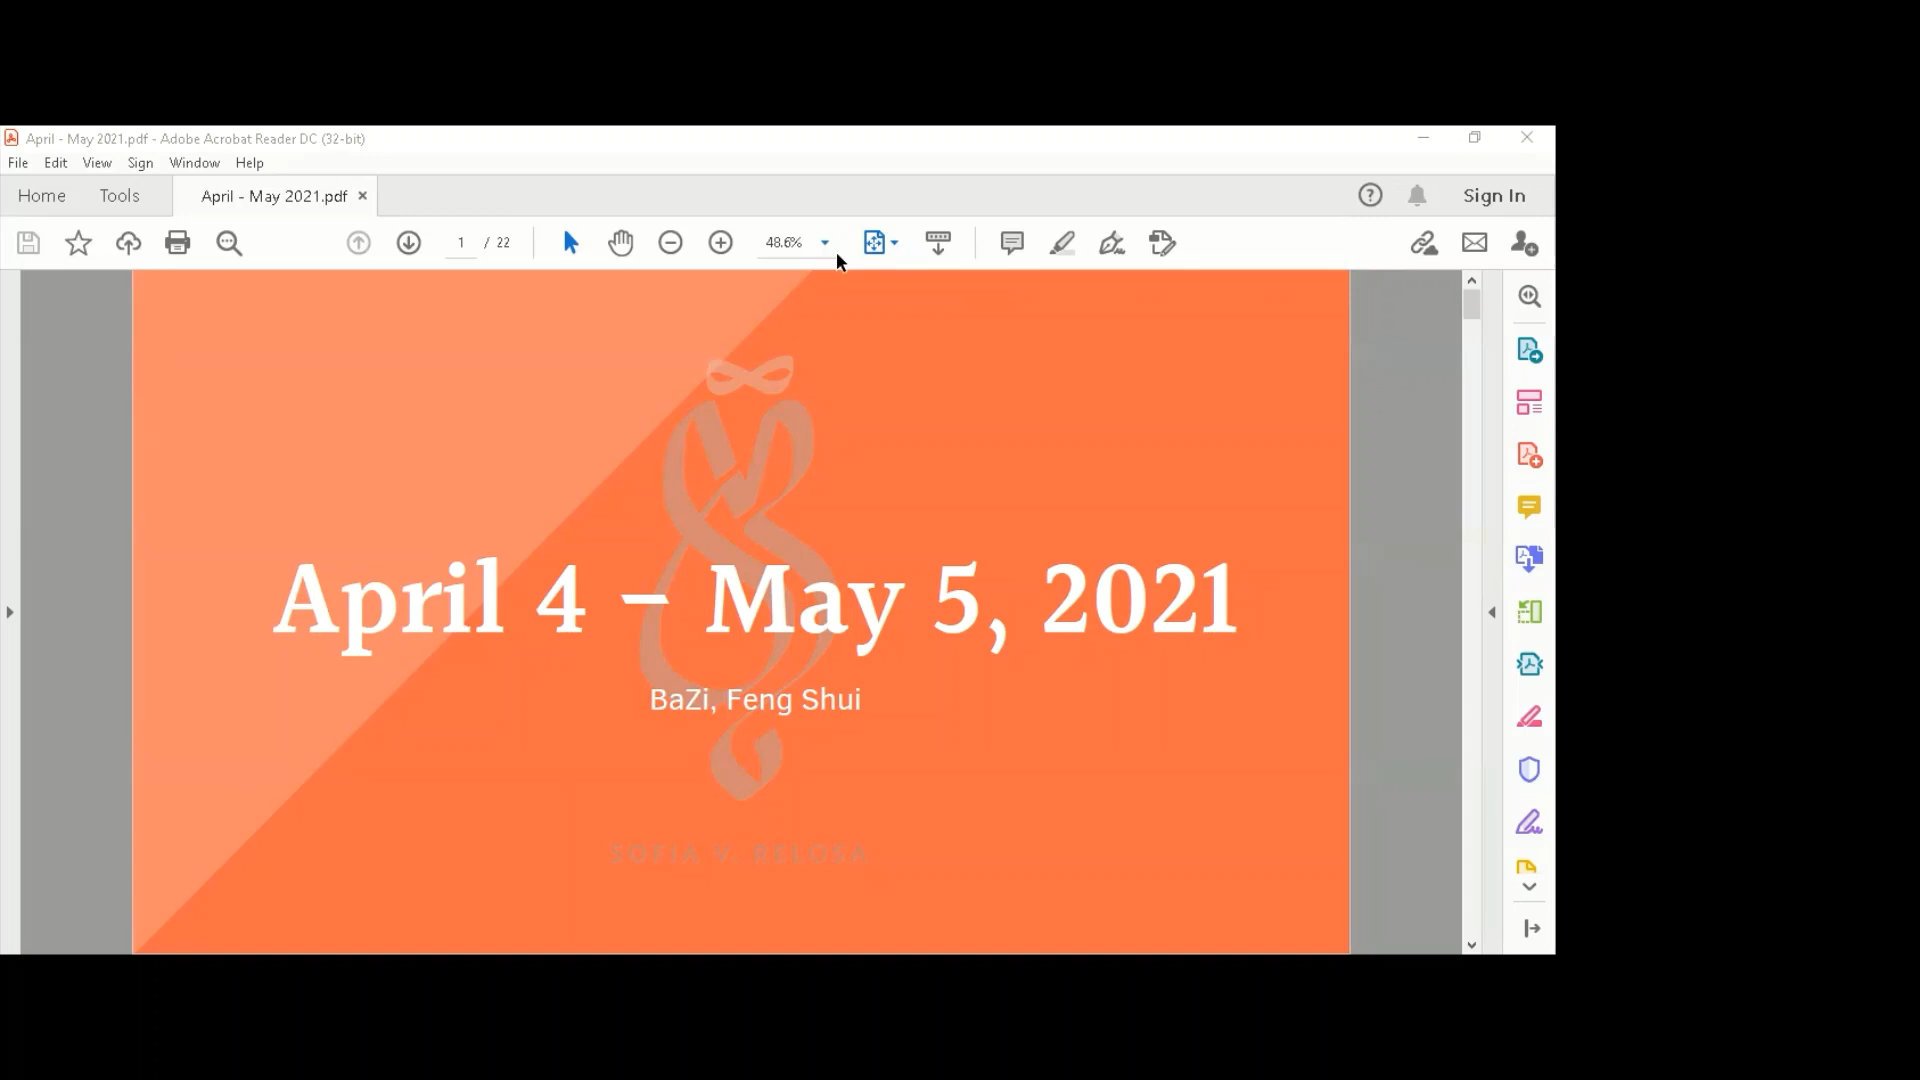 April - May 2021.pdf - Adobe Acrobat Reader DC (32-bit)
File Edit View Sign Window Help
Home Tools April - May 2021.pdf × Sign In
1 / 22 48.6%
April 4 – May 5, 2021
BaZi, Feng Shui
SOFIA V. RELOSA